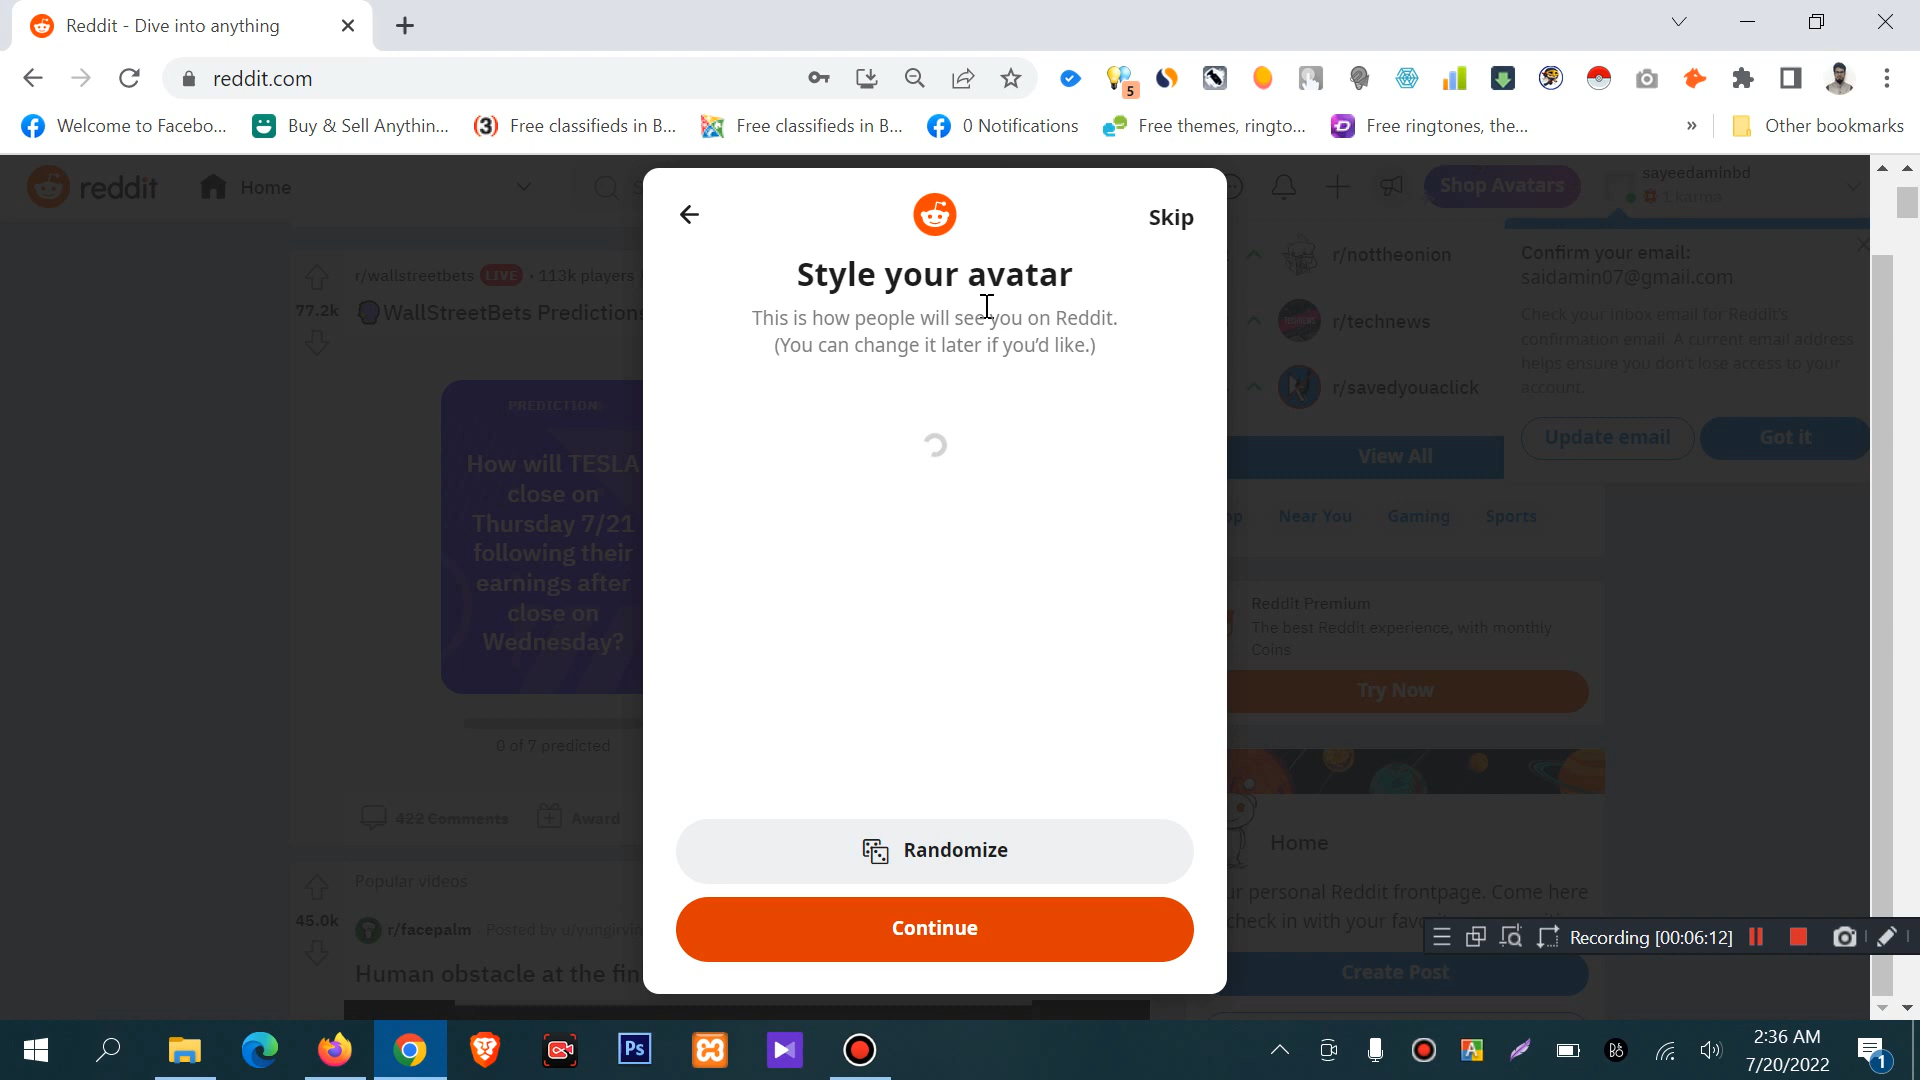 Reddit - Dive into anything
reddit.com
5
Welcome to Facebo...
Buy & Sell Anythin...
Free classifieds in B...
Free classifieds in B...
0 Notifications
Free themes, ringto...
Free ringtones, the...
»
Other bookmarks
reddit
Home
Shop Avatars
sayeedaminbd
1 karma
Skip
Style your avatar
This is how people will see you on Reddit.
(You can change it later if you'd like.)
Randomize
Continue
r/wallstreetbets LIVE · 113k players
77.2k
WallStreetBets Predictions
PREDICTION
How will TESLA
close on
Thursday 7/21
following their
earnings after
close on
Wednesday?
0 of 7 predicted
422 Comments
Award
Popular videos
45.0k
r/facepalm · Posted by u/yungirvin
Human obstacle at the fin
r/nottheonion
r/technews
r/savedyouaclick
View All
Near You
Gaming
Sports
Confirm your email:
saidamin07@gmail.com
Check your inbox email for Reddit's
confirmation email. A current email address
helps ensure you don't lose access to your
account.
Update email
Got it
Reddit Premium
The best Reddit experience, with monthly
Coins
Try Now
Home
personal Reddit frontpage. Come here
check in with your
Create Post
Recording [00:06:12]
Ps
2:36 AM
7/20/2022
1